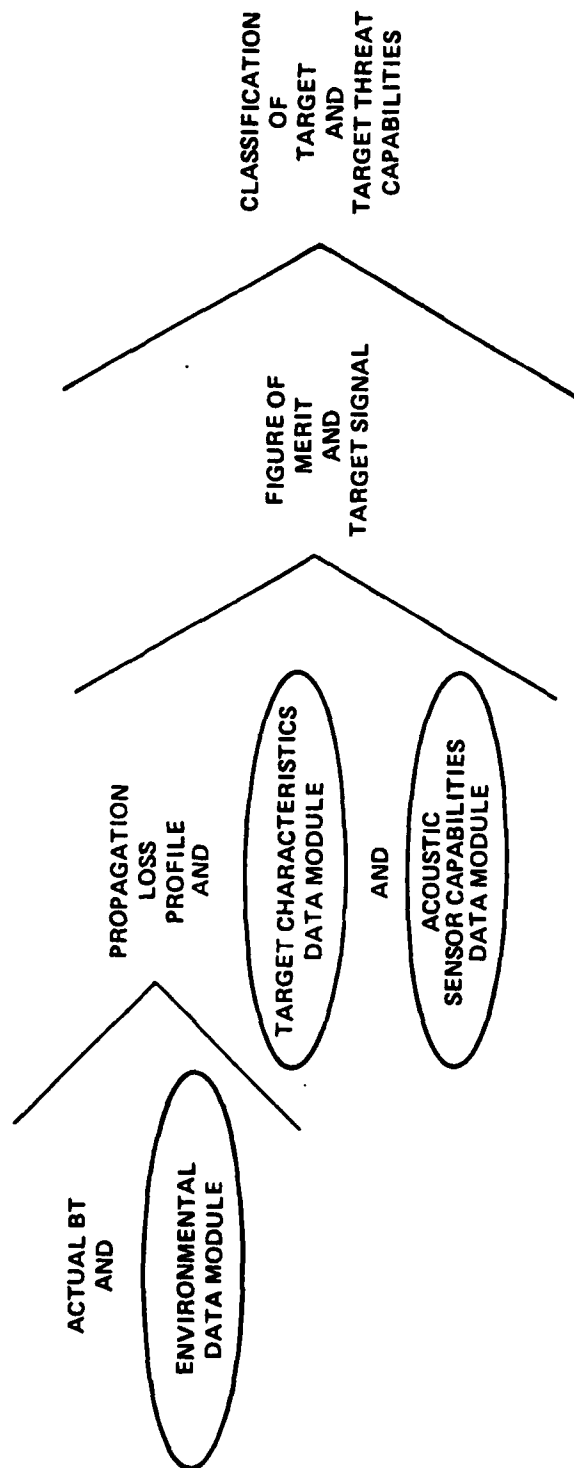 ACTUAL BT
AND
ENVIRONMENTAL
DATA MODULE
PROPAGATION
LOSS
PROFILE
AND
TARGET CHARACTERISTICS
DATA MODULE
AND
ACOUSTIC
SENSOR CAPABILITIES
DATA MODULE
FIGURE OF
MERIT
AND
TARGET SIGNAL
CLASSIFICATION
OF
TARGET
AND
TARGET THREAT
CAPABILITIES